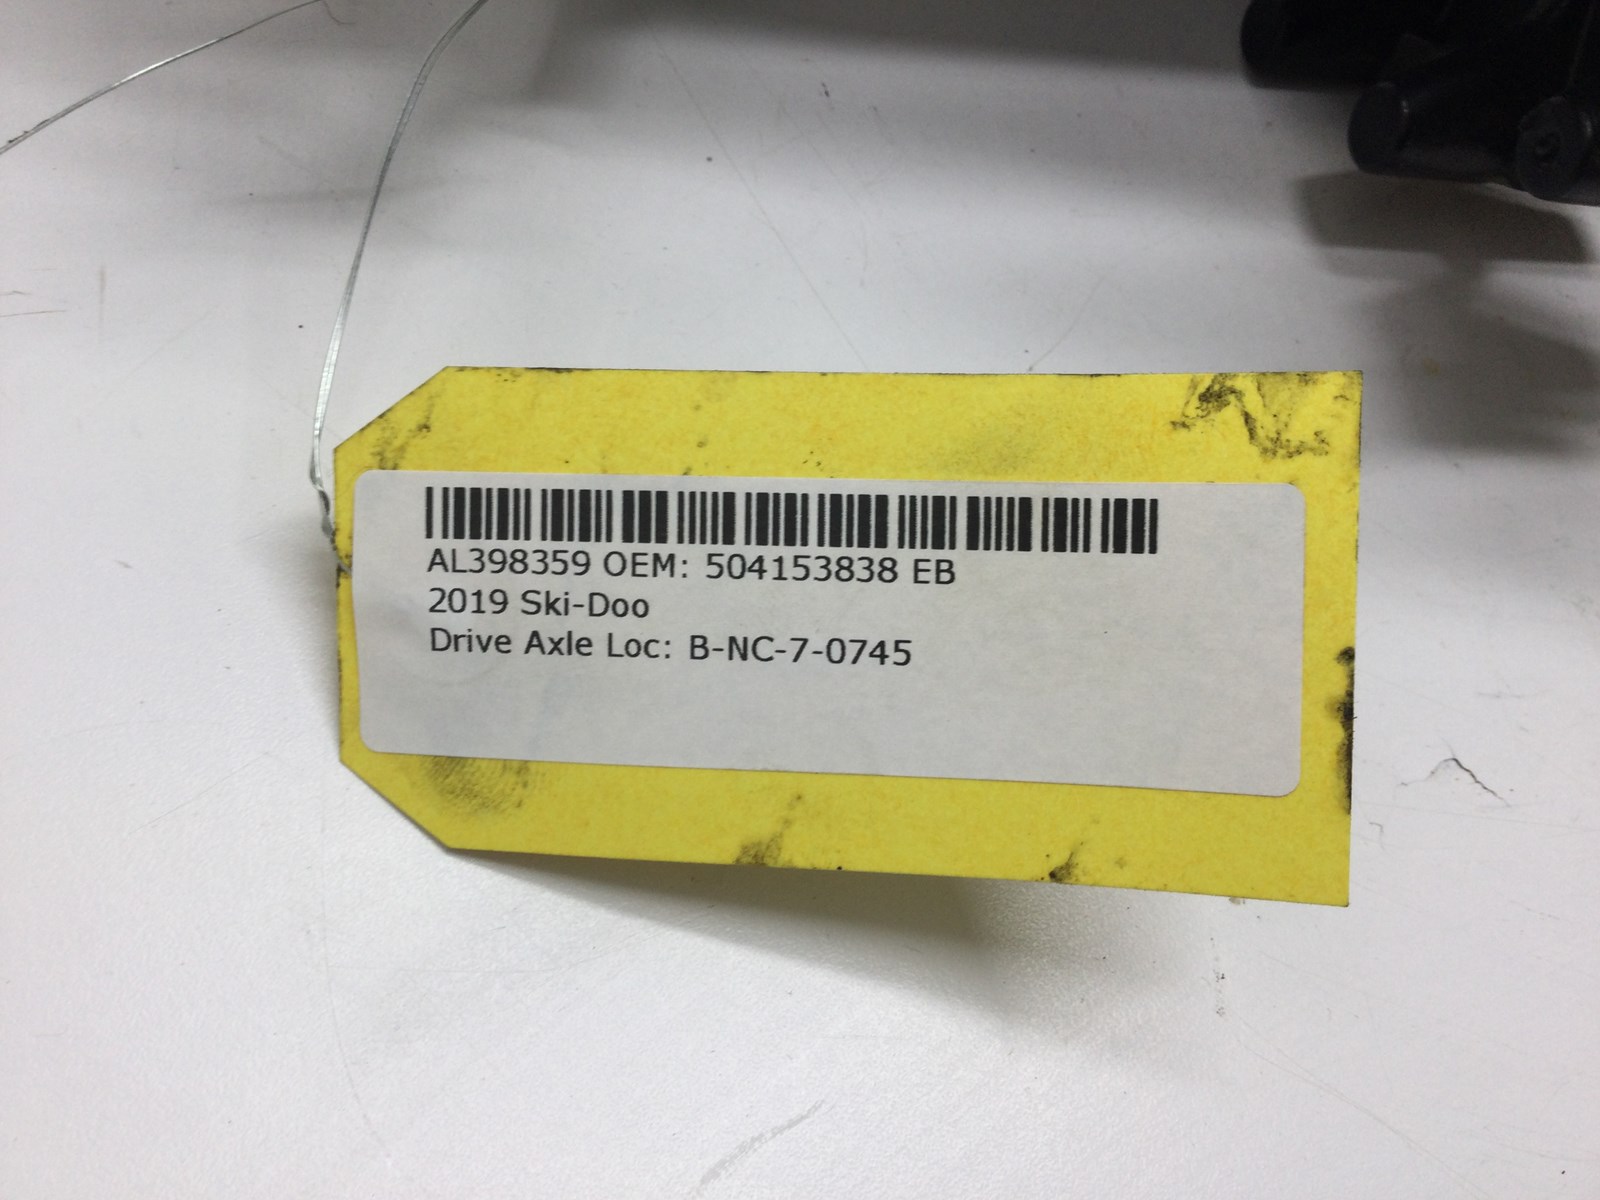 AL398359 OEM: 504153838 EB
2019 Ski-Doo
Drive Axle Loc: B-NC-7-0745